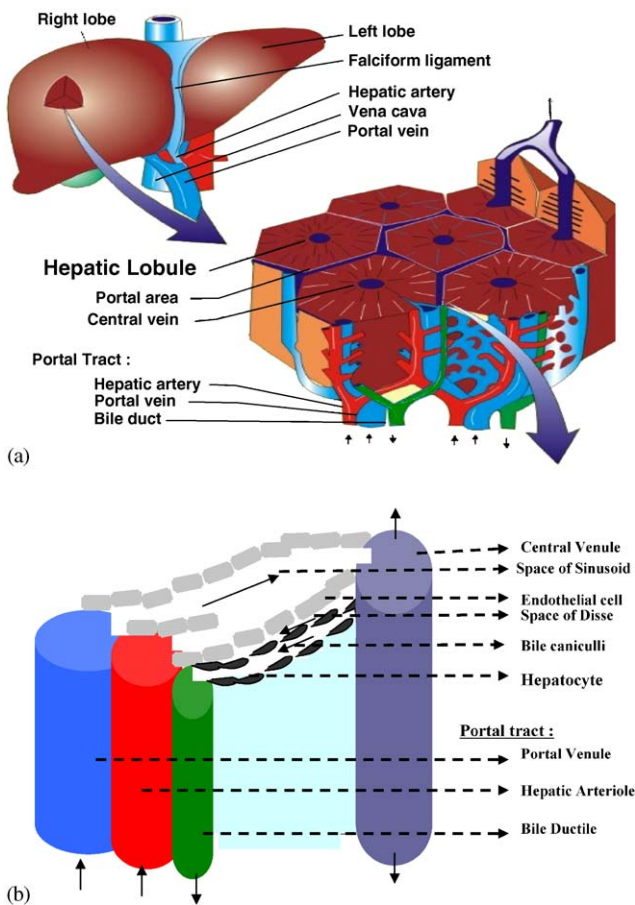 Right lobe
Left lobe
Falciform ligament
Hepatic artery
Vena cava
Portal vein
Hepatic Lobule
Portal area
Central vein
Portal Tract :
Hepatic artery
Portal vein
Bile duct
(a)
Central Venule
Space of Sinusoid
Endothelial cell
Space of Disse
Bile caniculli
Hepatocyte
Portal tract :
Portal Venule
Hepatic Arteriole
Bile Ductile
(b)